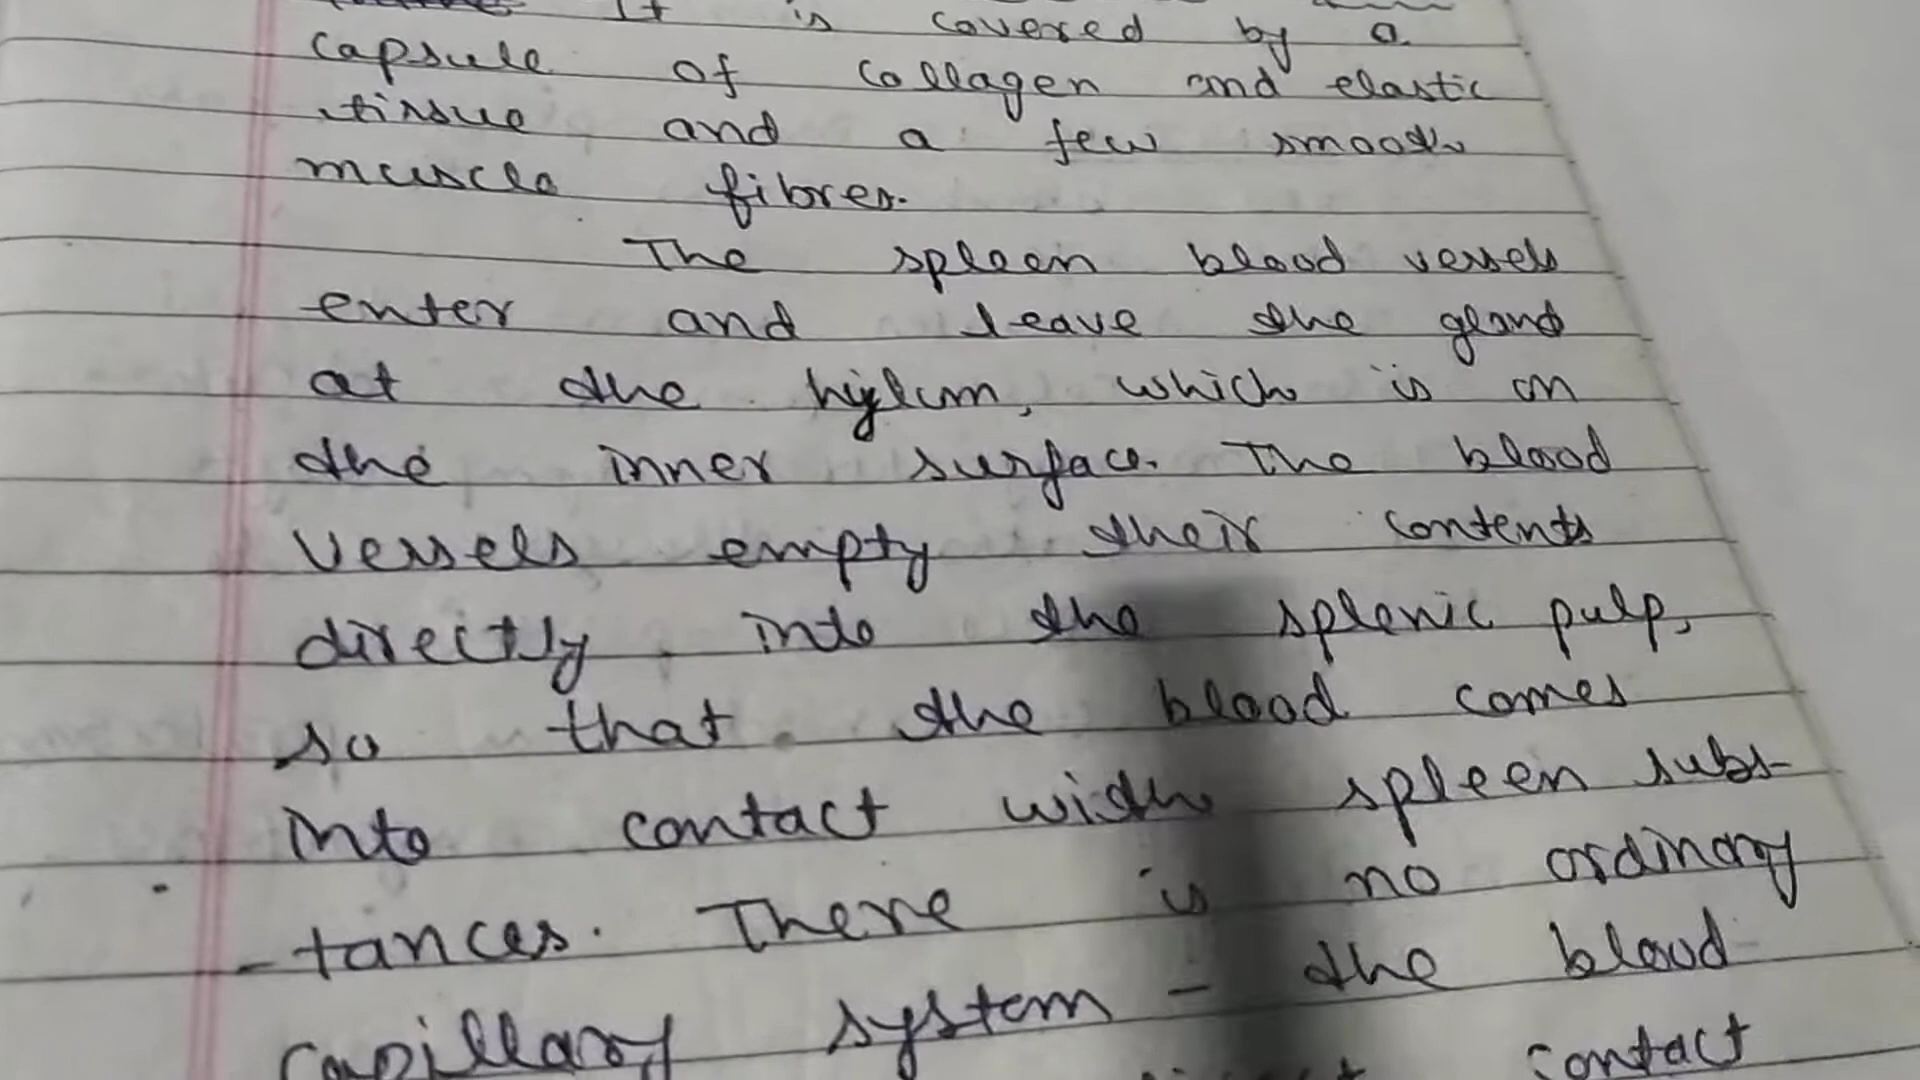 It is covered by a
capsule of collagen and elastic
tissue and a few smooth
muscle fibres.
The spleen blood vessels
enter and leave the gland
at the hylum, which is on
the inner surface. The blood
vessels empty their contents
directly into the splenic pulp,
so that the blood comes
into contact with spleen subs-
-tances. There is no ordinary
capillary system - the blood
contact